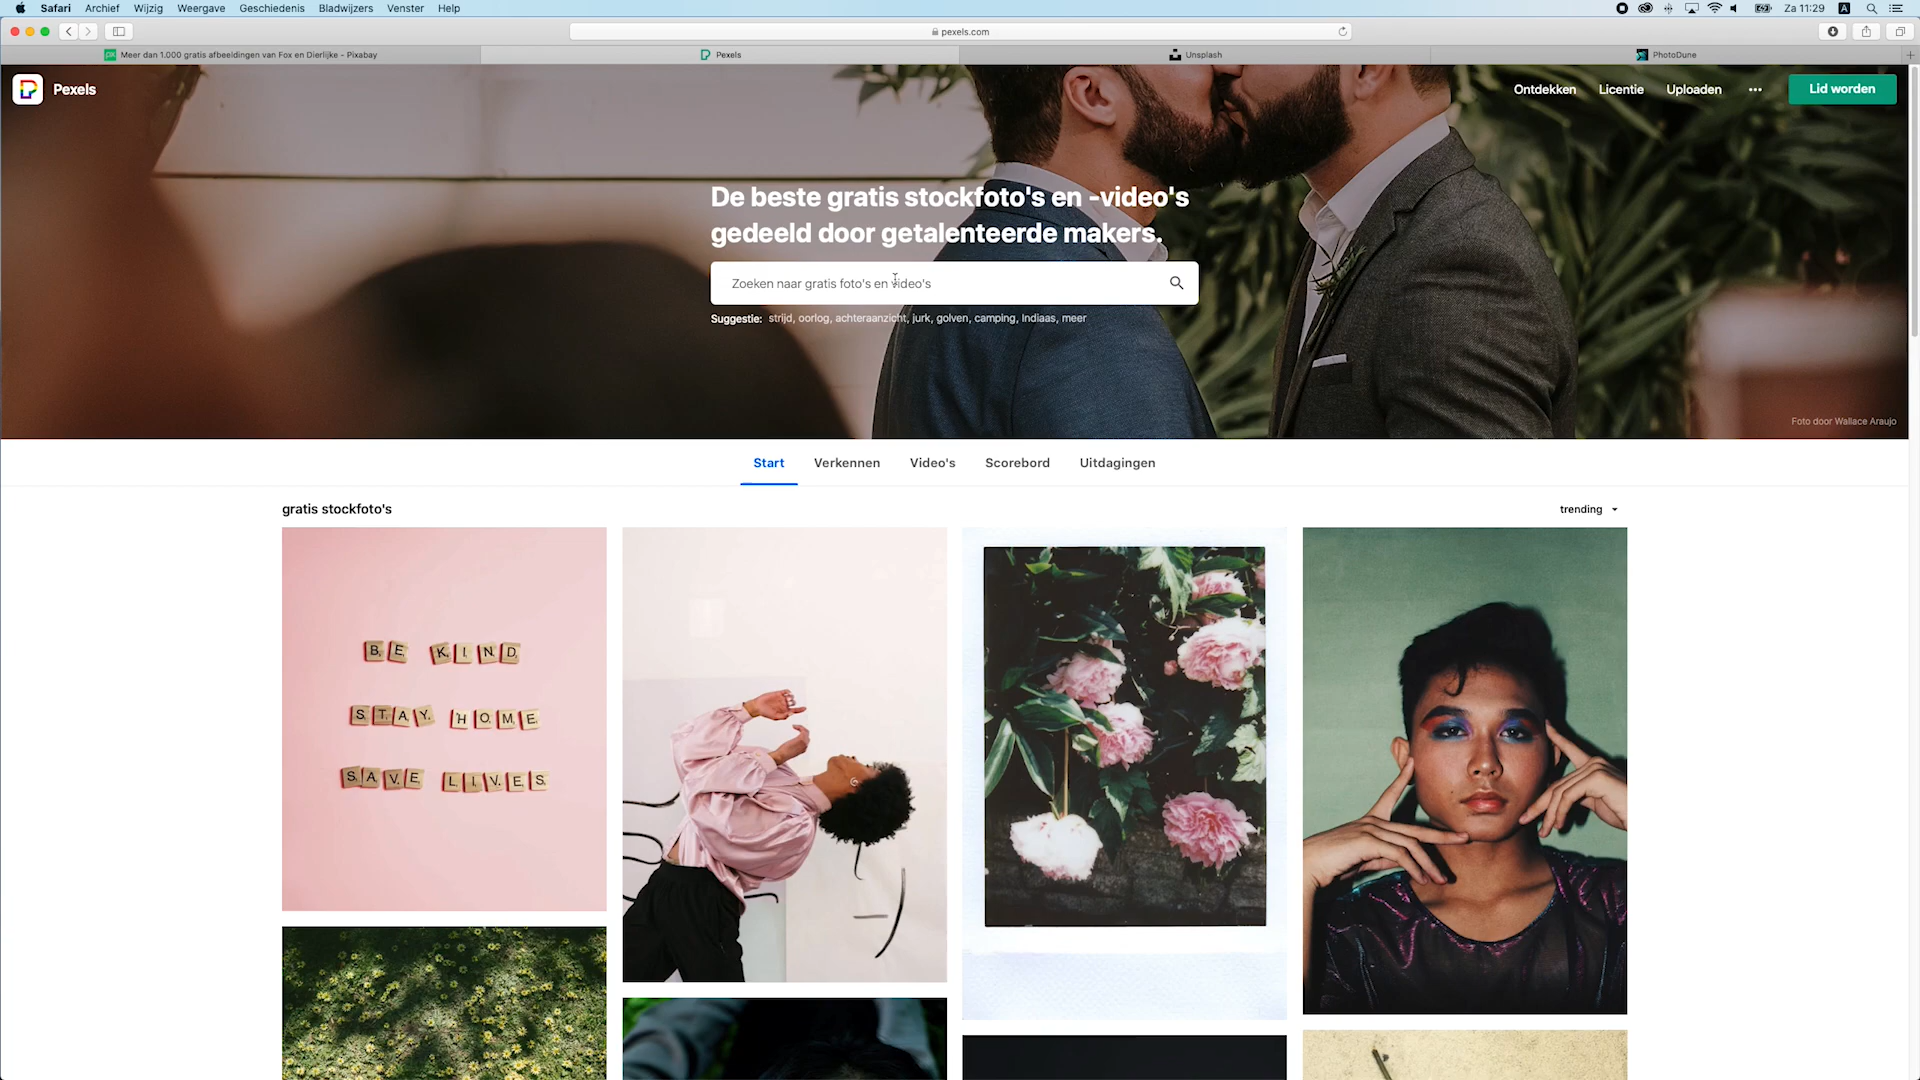 Safari Archief Wijzig Weergave Geschiedenis Bladwijzers Venster Help
Za 11:29
A
pexels.com
Meer dan 1.000 gratis afbeeldingen van Fox en Dierlijke - Pixabay
Pexels
Unsplash
PhotoDune
Pexels
Ontdekken Licentie Uploaden ••• Lid worden
De beste gratis stockfoto's en -video's
gedeeld door getalenteerde makers.
Zoeken naar gratis foto's en video's
Suggestie: strijd, oorlog, achteraanzicht, jurk, golven, camping, Indiaas, meer
Foto door Wallace Araujo
Start Verkennen Video's Scorebord Uitdagingen
gratis stockfoto's
trending
BE KIND
STAY HOME
SAVE LIVES